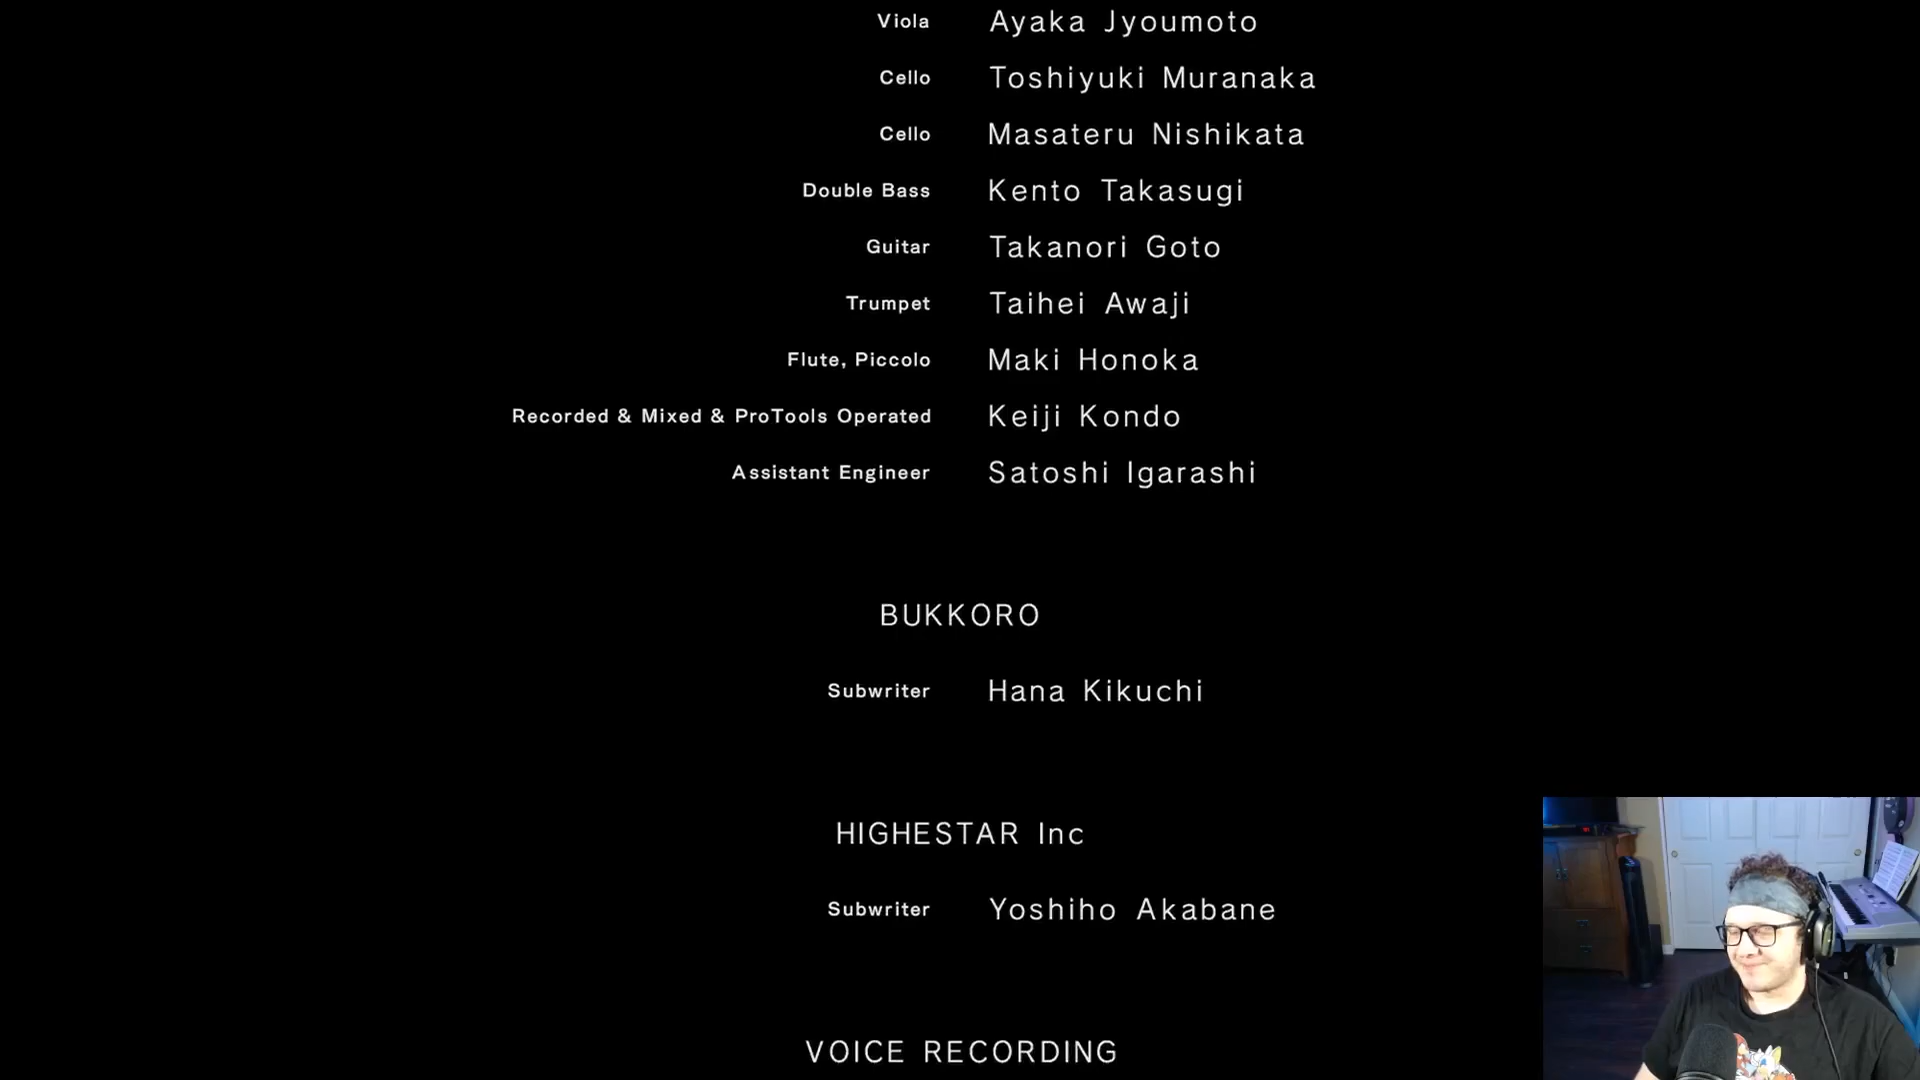 Viola Ayaka Jyoumoto
Cello Toshiyuki Muranaka
Cello Masateru Nishikata
Double Bass Kento Takasugi
Guitar Takanori Goto
Trumpet Taihei Awaji
Flute, Piccolo Maki Honoka
Recorded & Mixed & ProTools Operated Keiji Kondo
Assistant Engineer Satoshi Igarashi
BUKKORO
Subwriter Hana Kikuchi
HIGHESTAR Inc
Subwriter Yoshiho Akabane
VOICE RECORDING